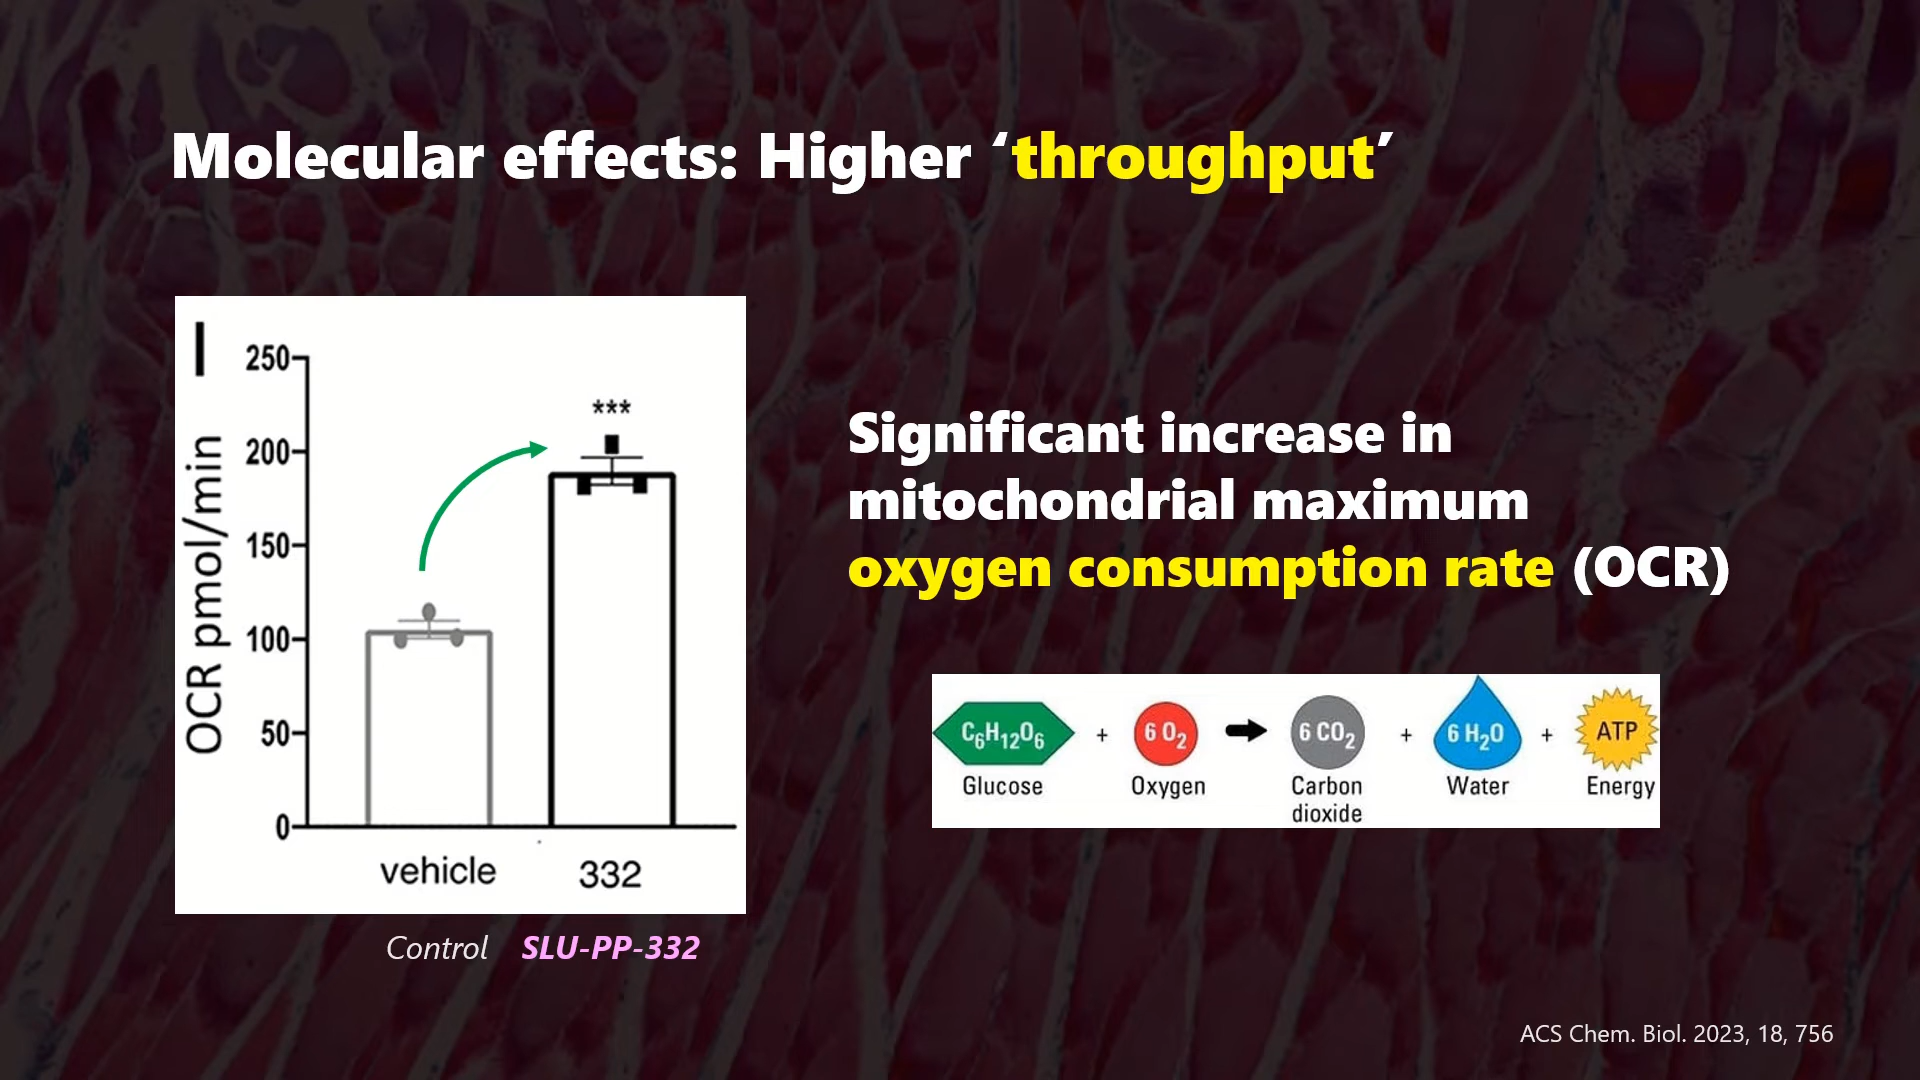 Molecular effects: Higher ‘throughput’
I
OCR pmol/min
250
200
150
100
50
0
***
vehicle 332
Control SLU-PP-332
Significant increase in
mitochondrial maximum
oxygen consumption rate (OCR)
C₆H₁₂O₆ + 6 O₂ 6 CO₂ + 6 H₂O + ATP
Glucose Oxygen Carbon dioxide Water Energy
ACS Chem. Biol. 2023, 18, 756